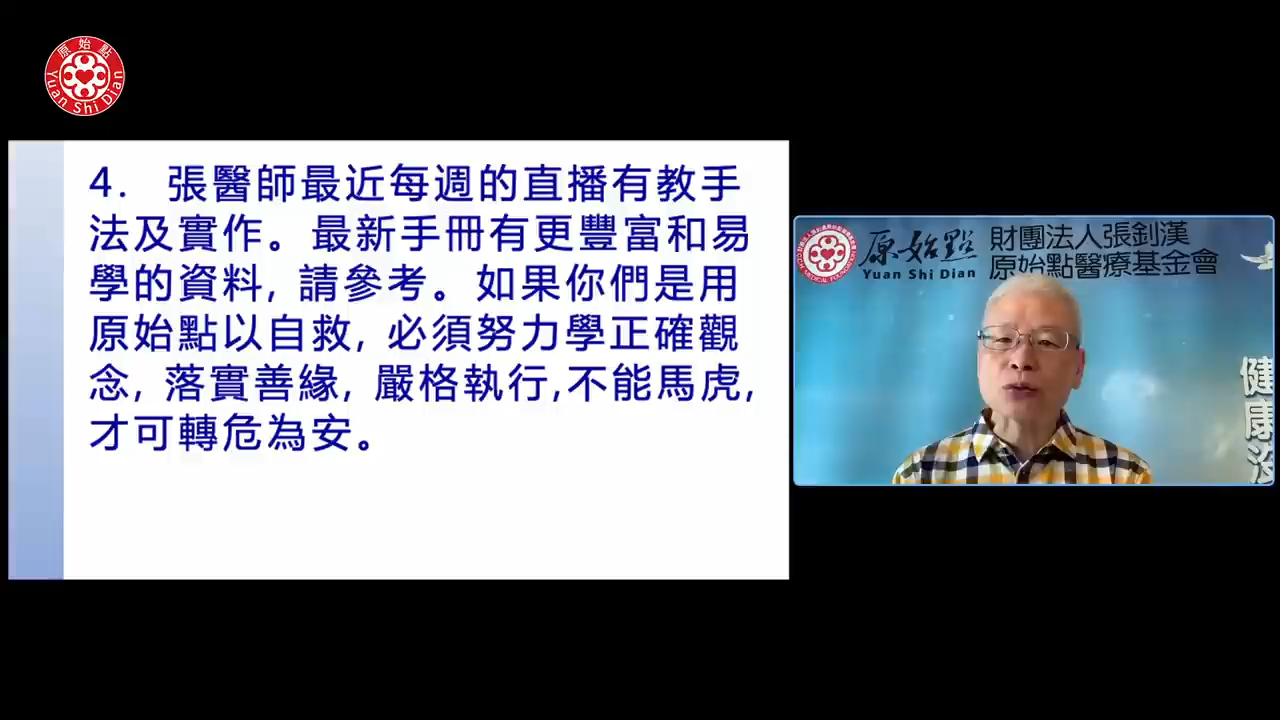 原始點
Yuan Shi Dian
4. 張醫師最近每週的直播有教手
法及實作。最新手冊有更豐富和易
學的資料, 請參考。如果你們是用
原始點以自救, 必須努力學正確觀
念, 落實善緣, 嚴格執行,不能馬虎,
才可轉危為安。
原始點
Yuan Shi Dian
財團法人張釗漢
原始點醫療基金會
健康